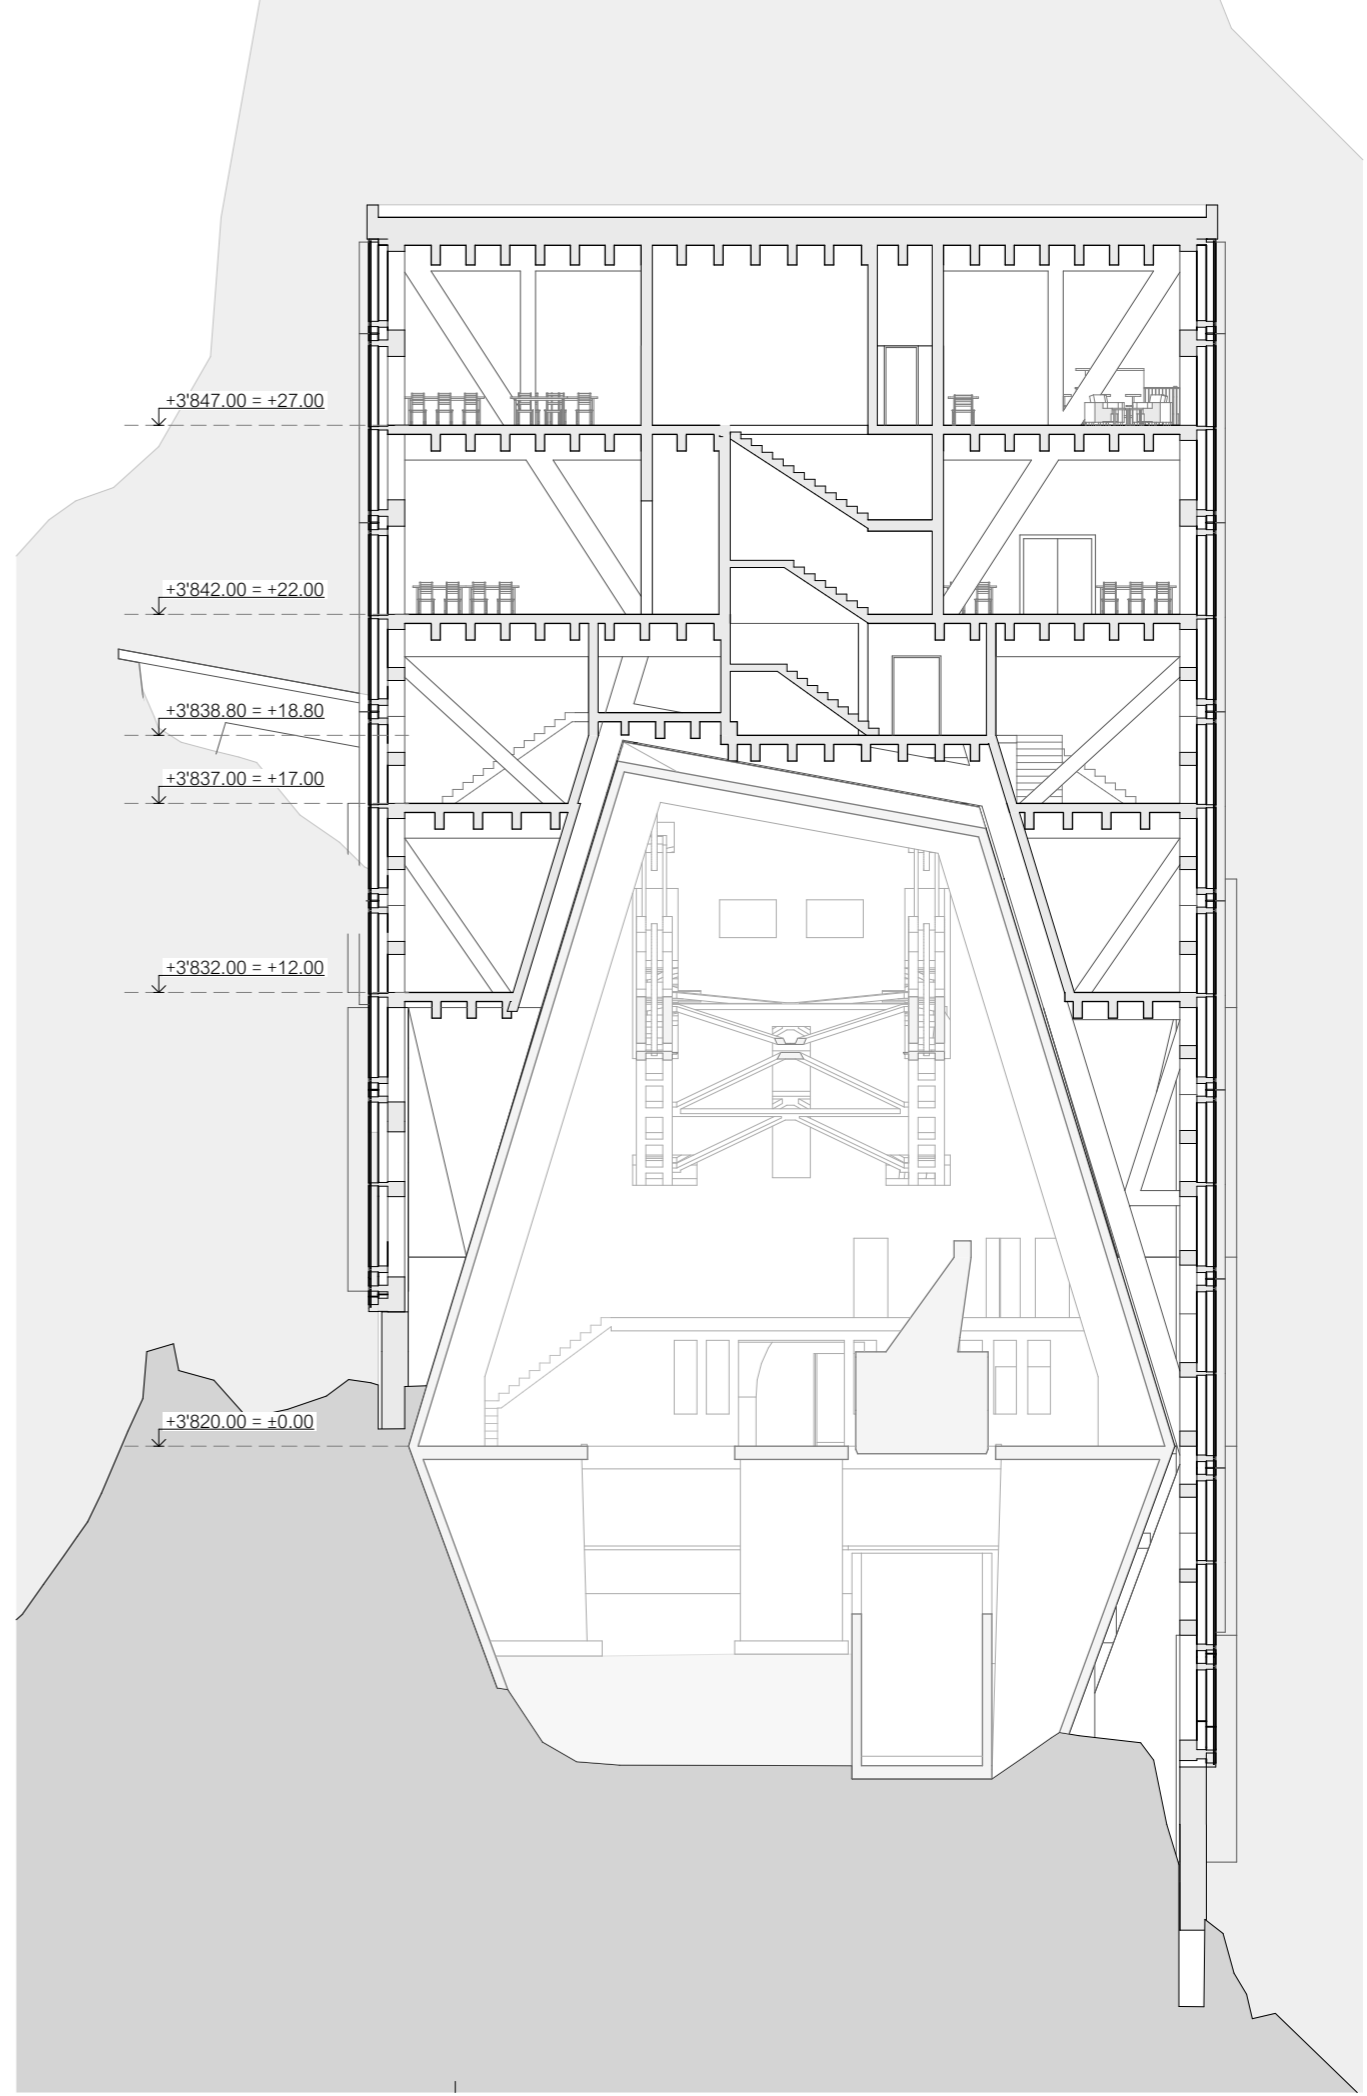 +3'847.00 = +27.00
+3'842.00 = +22.00
+3'838.80 = +18.80
+3'837.00 = +17.00
+3'832.00 = +12.00
+3'820.00 = ±0.00